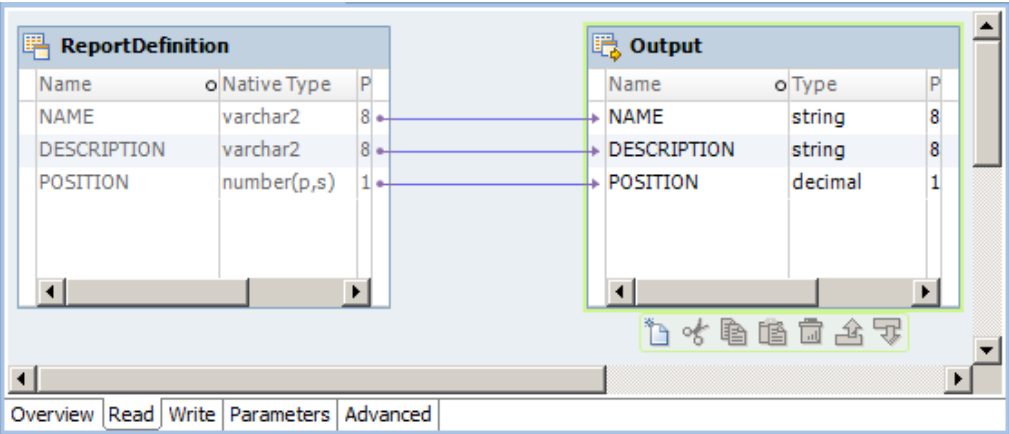 ReportDefinition
Name Native Type P
NAME varchar2 8
DESCRIPTION varchar2 8
POSITION number(p,s) 1
Output
Name Type P
NAME string 8
DESCRIPTION string 8
POSITION decimal 1
Overview Read Write Parameters Advanced